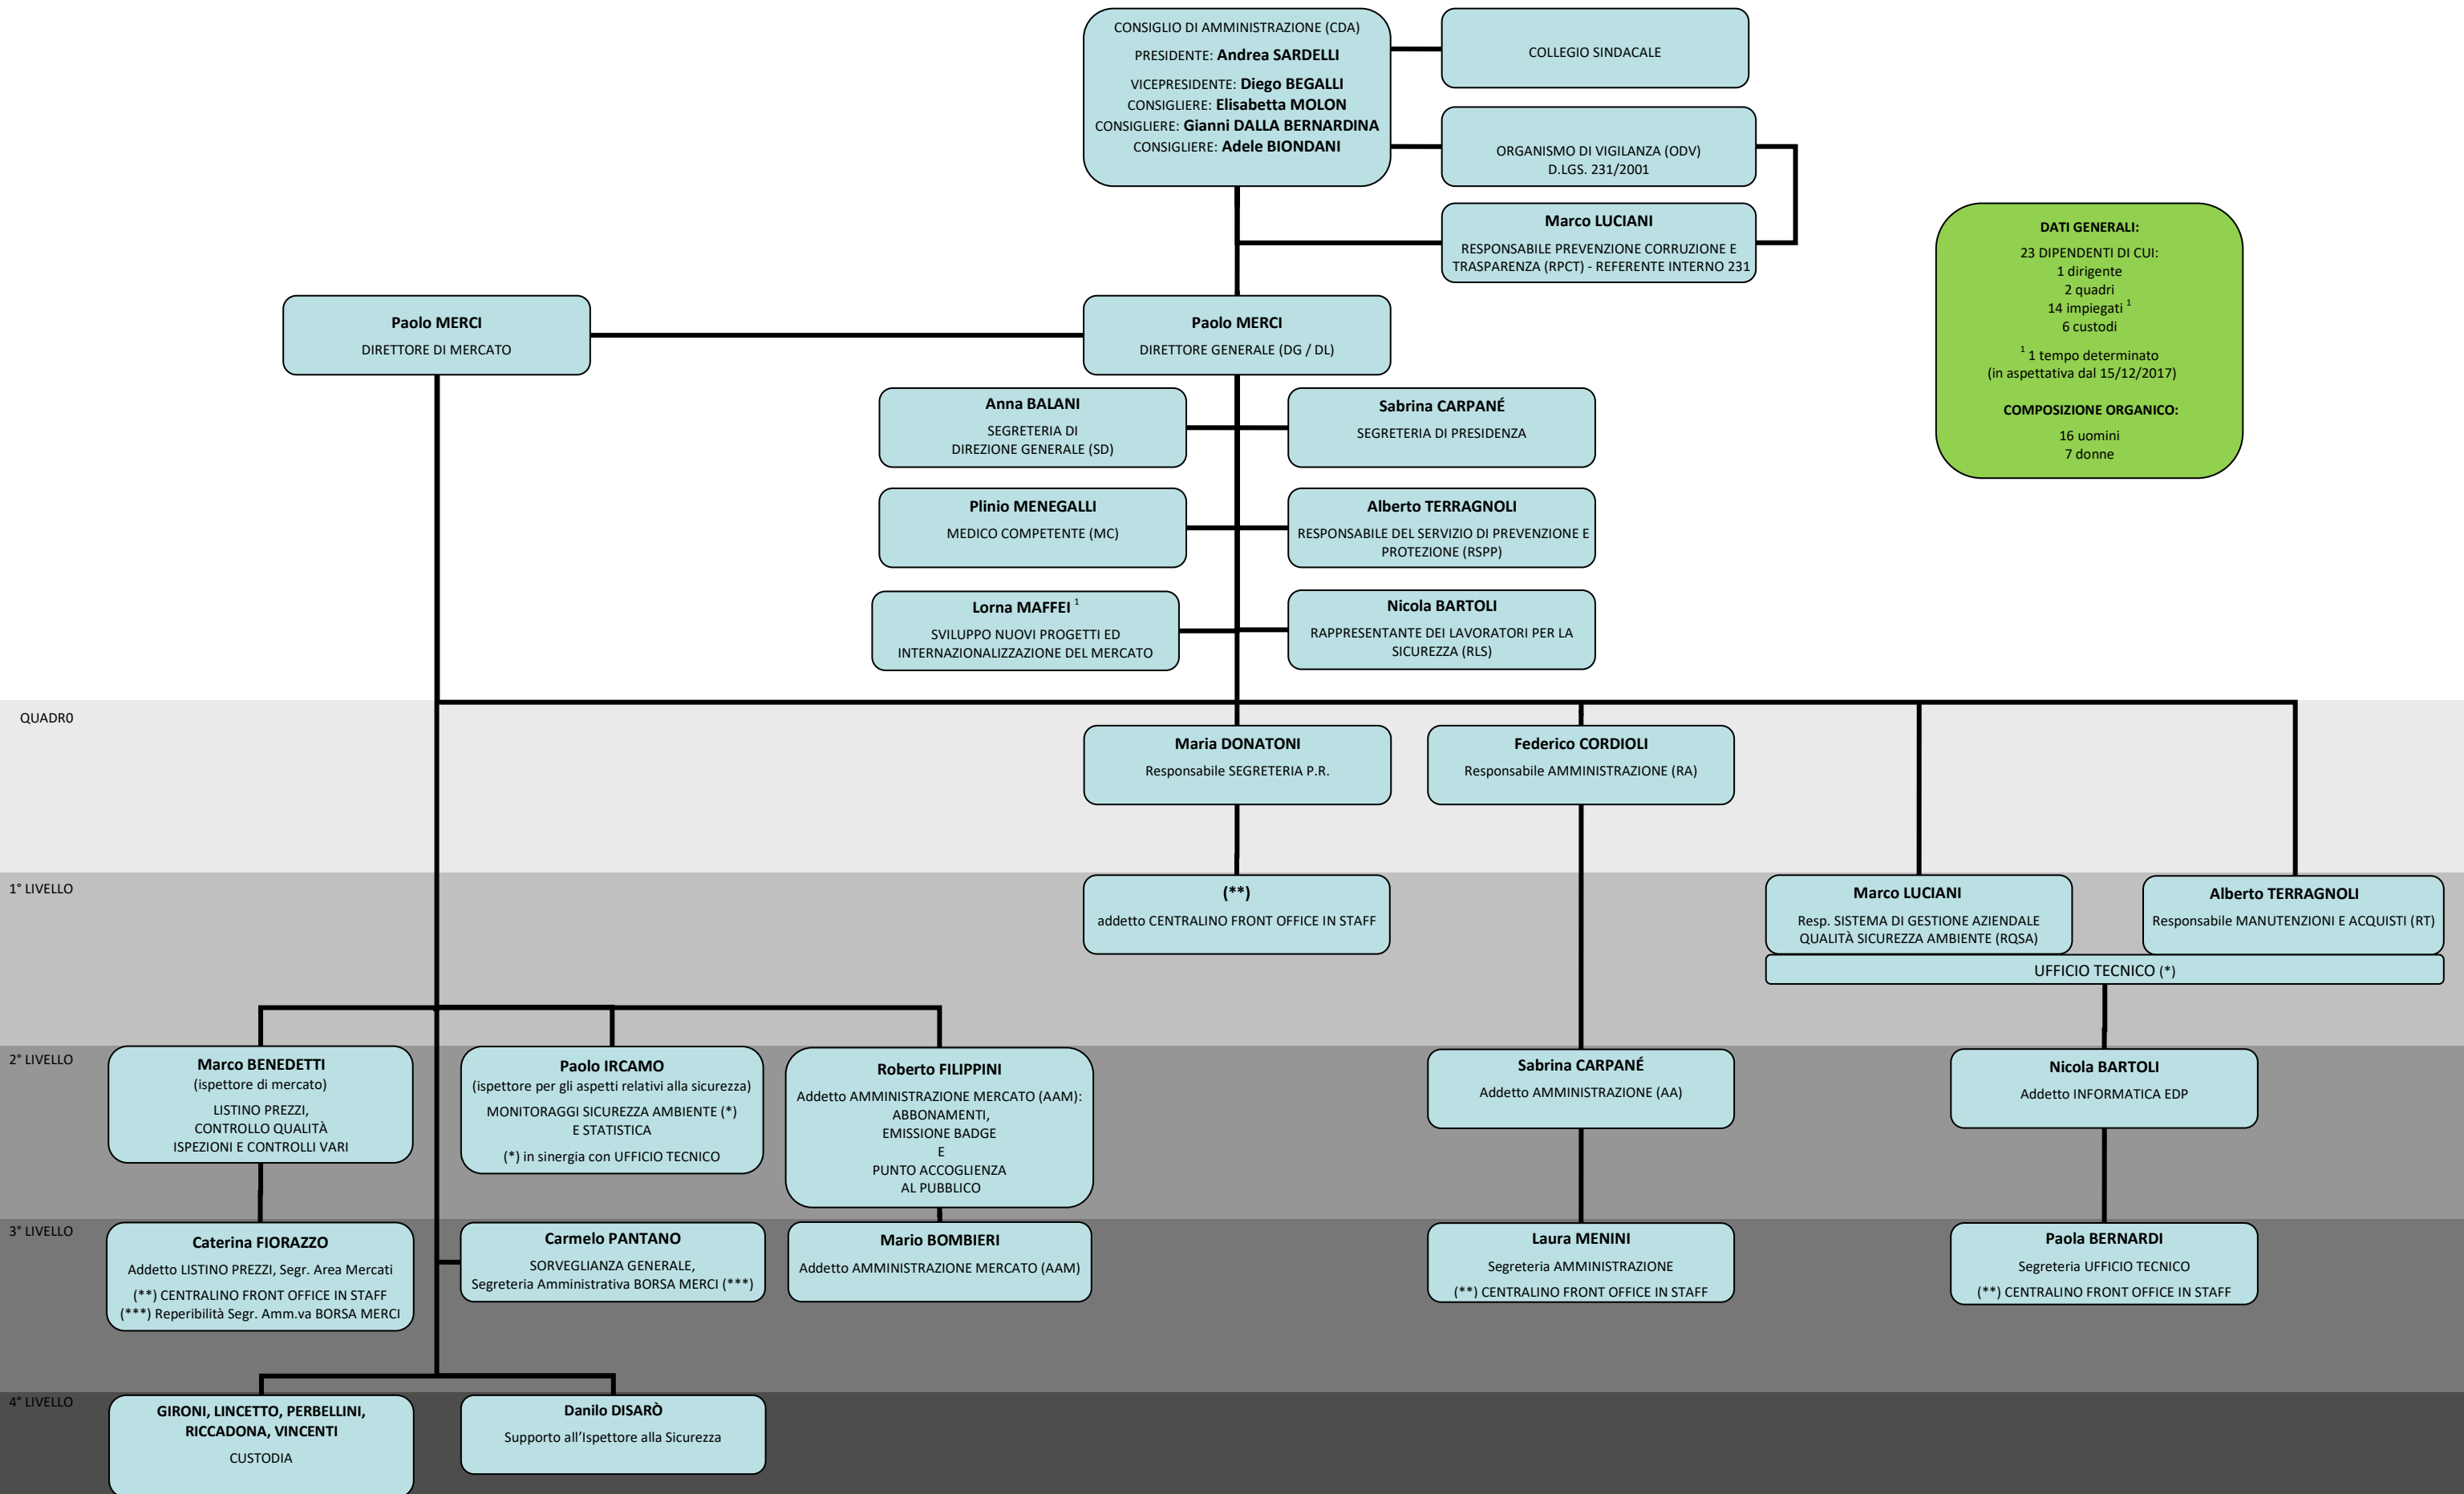 CONSIGLIO DI AMMINISTRAZIONE (CDA)
PRESIDENTE: Andrea SARDELLI
VICEPRESIDENTE: Diego BEGALLI
CONSIGLIERE: Elisabetta MOLON
CONSIGLIERE: Gianni DALLA BERNARDINA
CONSIGLIERE: Adele BIONDANI
COLLEGIO SINDACALE
ORGANISMO DI VIGILANZA (ODV)
D.LGS. 231/2001
Marco LUCIANI
RESPONSABILE PREVENZIONE CORRUZIONE E
TRASPARENZA (RPCT) - REFERENTE INTERNO 231
DATI GENERALI:
23 DIPENDENTI DI CUI:
1 dirigente
2 quadri
14 impiegati 1
6 custodi
1 1 tempo determinato
(in aspettativa dal 15/12/2017)
COMPOSIZIONE ORGANICO:
16 uomini
7 donne
Paolo MERCI
DIRETTORE DI MERCATO
Paolo MERCI
DIRETTORE GENERALE (DG / DL)
Anna BALANI
SEGRETERIA DI
DIREZIONE GENERALE (SD)
Sabrina CARPANÉ
SEGRETERIA DI PRESIDENZA
Plinio MENEGALLI
MEDICO COMPETENTE (MC)
Alberto TERRAGNOLI
RESPONSABILE DEL SERVIZIO DI PREVENZIONE E
PROTEZIONE (RSPP)
Lorna MAFFEI 1
SVILUPPO NUOVI PROGETTI ED
INTERNAZIONALIZZAZIONE DEL MERCATO
Nicola BARTOLI
RAPPRESENTANTE DEI LAVORATORI PER LA
SICUREZZA (RLS)
QUADR0
Maria DONATONI
Responsabile SEGRETERIA P.R.
Federico CORDIOLI
Responsabile AMMINISTRAZIONE (RA)
1° LIVELLO
(**)
addetto CENTRALINO FRONT OFFICE IN STAFF
Marco LUCIANI
Resp. SISTEMA DI GESTIONE AZIENDALE
QUALITÀ SICUREZZA AMBIENTE (RQSA)
Alberto TERRAGNOLI
Responsabile MANUTENZIONI E ACQUISTI (RT)
UFFICIO TECNICO (*)
2° LIVELLO
Marco BENEDETTI
(ispettore di mercato)
LISTINO PREZZI,
CONTROLLO QUALITÀ
ISPEZIONI E CONTROLLI VARI
Paolo IRCAMO
(ispettore per gli aspetti relativi alla sicurezza)
MONITORAGGI SICUREZZA AMBIENTE (*)
E STATISTICA
(*) in sinergia con UFFICIO TECNICO
Roberto FILIPPINI
Addetto AMMINISTRAZIONE MERCATO (AAM):
ABBONAMENTI,
EMISSIONE BADGE
E
PUNTO ACCOGLIENZA
AL PUBBLICO
Sabrina CARPANÉ
Addetto AMMINISTRAZIONE (AA)
Nicola BARTOLI
Addetto INFORMATICA EDP
3° LIVELLO
Caterina FIORAZZO
Addetto LISTINO PREZZI, Segr. Area Mercati
(**) CENTRALINO FRONT OFFICE IN STAFF
(***) Reperibilità Segr. Amm.va BORSA MERCI
Carmelo PANTANO
SORVEGLIANZA GENERALE,
Segreteria Amministrativa BORSA MERCI (***)
Mario BOMBIERI
Addetto AMMINISTRAZIONE MERCATO (AAM)
Laura MENINI
Segreteria AMMINISTRAZIONE
(**) CENTRALINO FRONT OFFICE IN STAFF
Paola BERNARDI
Segreteria UFFICIO TECNICO
(**) CENTRALINO FRONT OFFICE IN STAFF
4° LIVELLO
GIRONI, LINCETTO, PERBELLINI,
RICCADONA, VINCENTI
CUSTODIA
Danilo DISARÒ
Supporto all'Ispettore alla Sicurezza